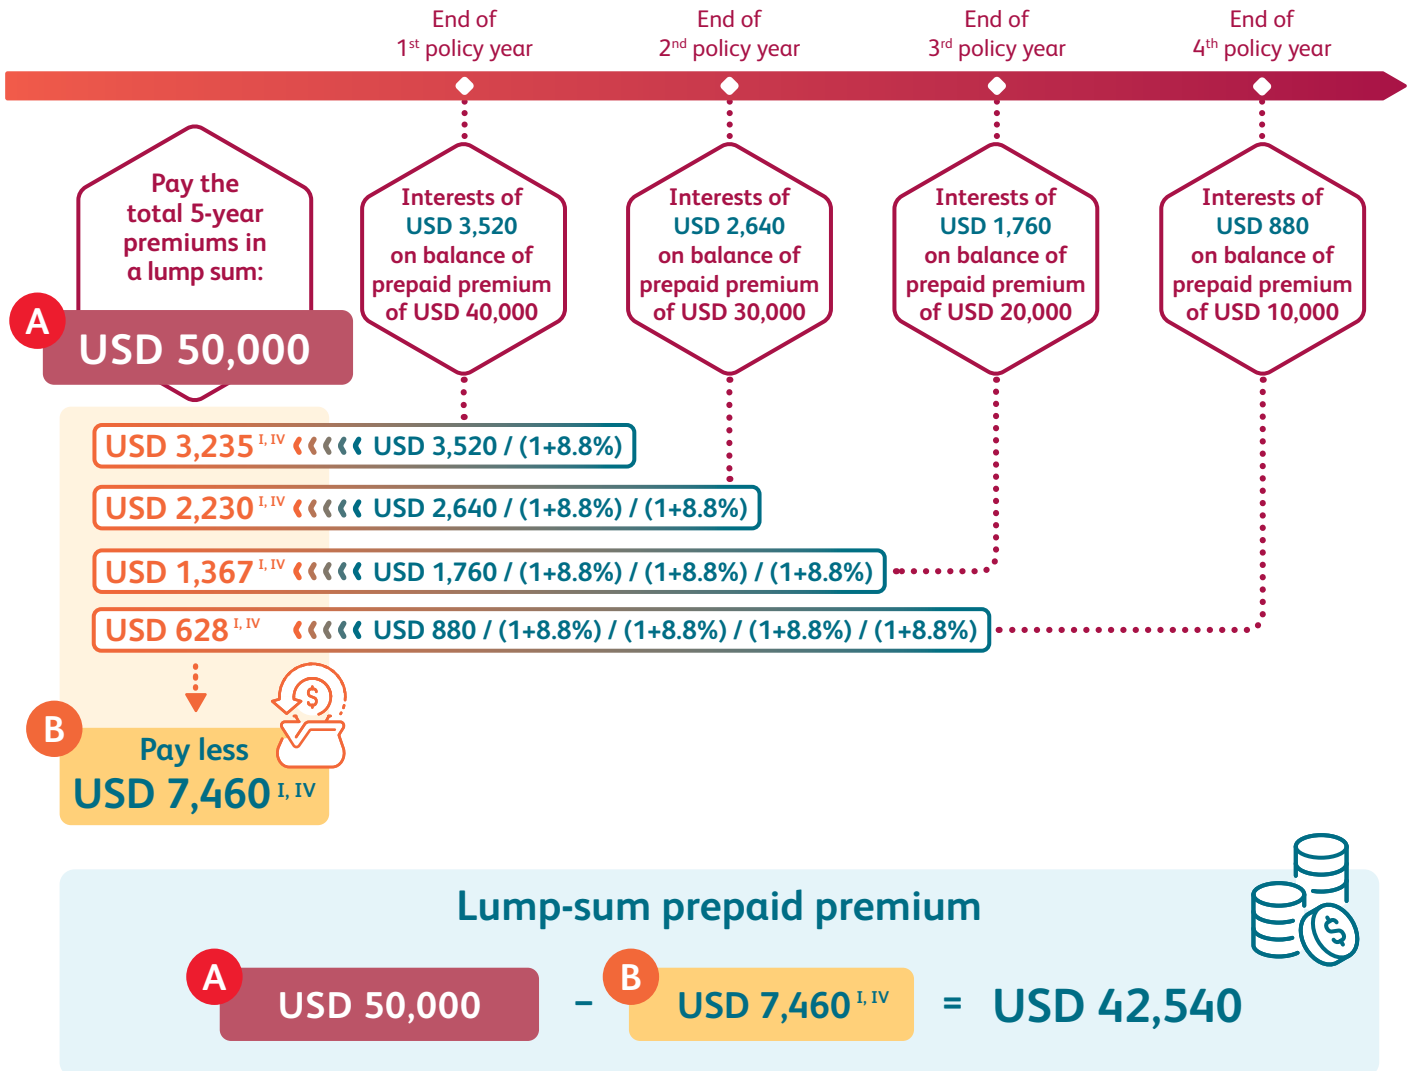 End of
1st policy year
End of
2nd policy year
End of
3rd policy year
End of
4th policy year
Pay the
total 5-year
premiums in
a lump sum:
A
USD 50,000
Interests of
USD 3,520
on balance of
prepaid premium
of USD 40,000
Interests of
USD 2,640
on balance of
prepaid premium
of USD 30,000
Interests of
USD 1,760
on balance of
prepaid premium
of USD 20,000
Interests of
USD 880
on balance of
prepaid premium
of USD 10,000
USD 3,235 I, IV USD 3,520 / (1+8.8%)
USD 2,230 I, IV USD 2,640 / (1+8.8%) / (1+8.8%)
USD 1,367 I, IV USD 1,760 / (1+8.8%) / (1+8.8%) / (1+8.8%)
USD 628 I, IV USD 880 / (1+8.8%) / (1+8.8%) / (1+8.8%) / (1+8.8%)
$
B
Pay less
USD 7,460 I, IV
Lump-sum prepaid premium
$
A USD 50,000 – B USD 7,460 I, IV = USD 42,540